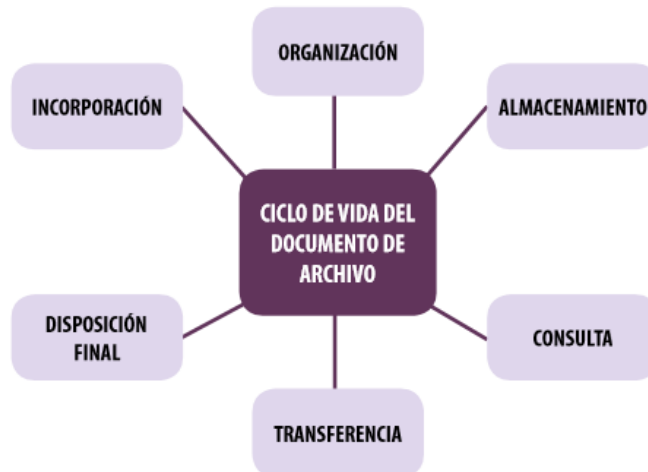 ORGANIZACIÓN
INCORPORACIÓN
ALMACENAMIENTO
CICLO DE VIDA DEL
DOCUMENTO DE
ARCHIVO
DISPOSICIÓN
FINAL
CONSULTA
TRANSFERENCIA